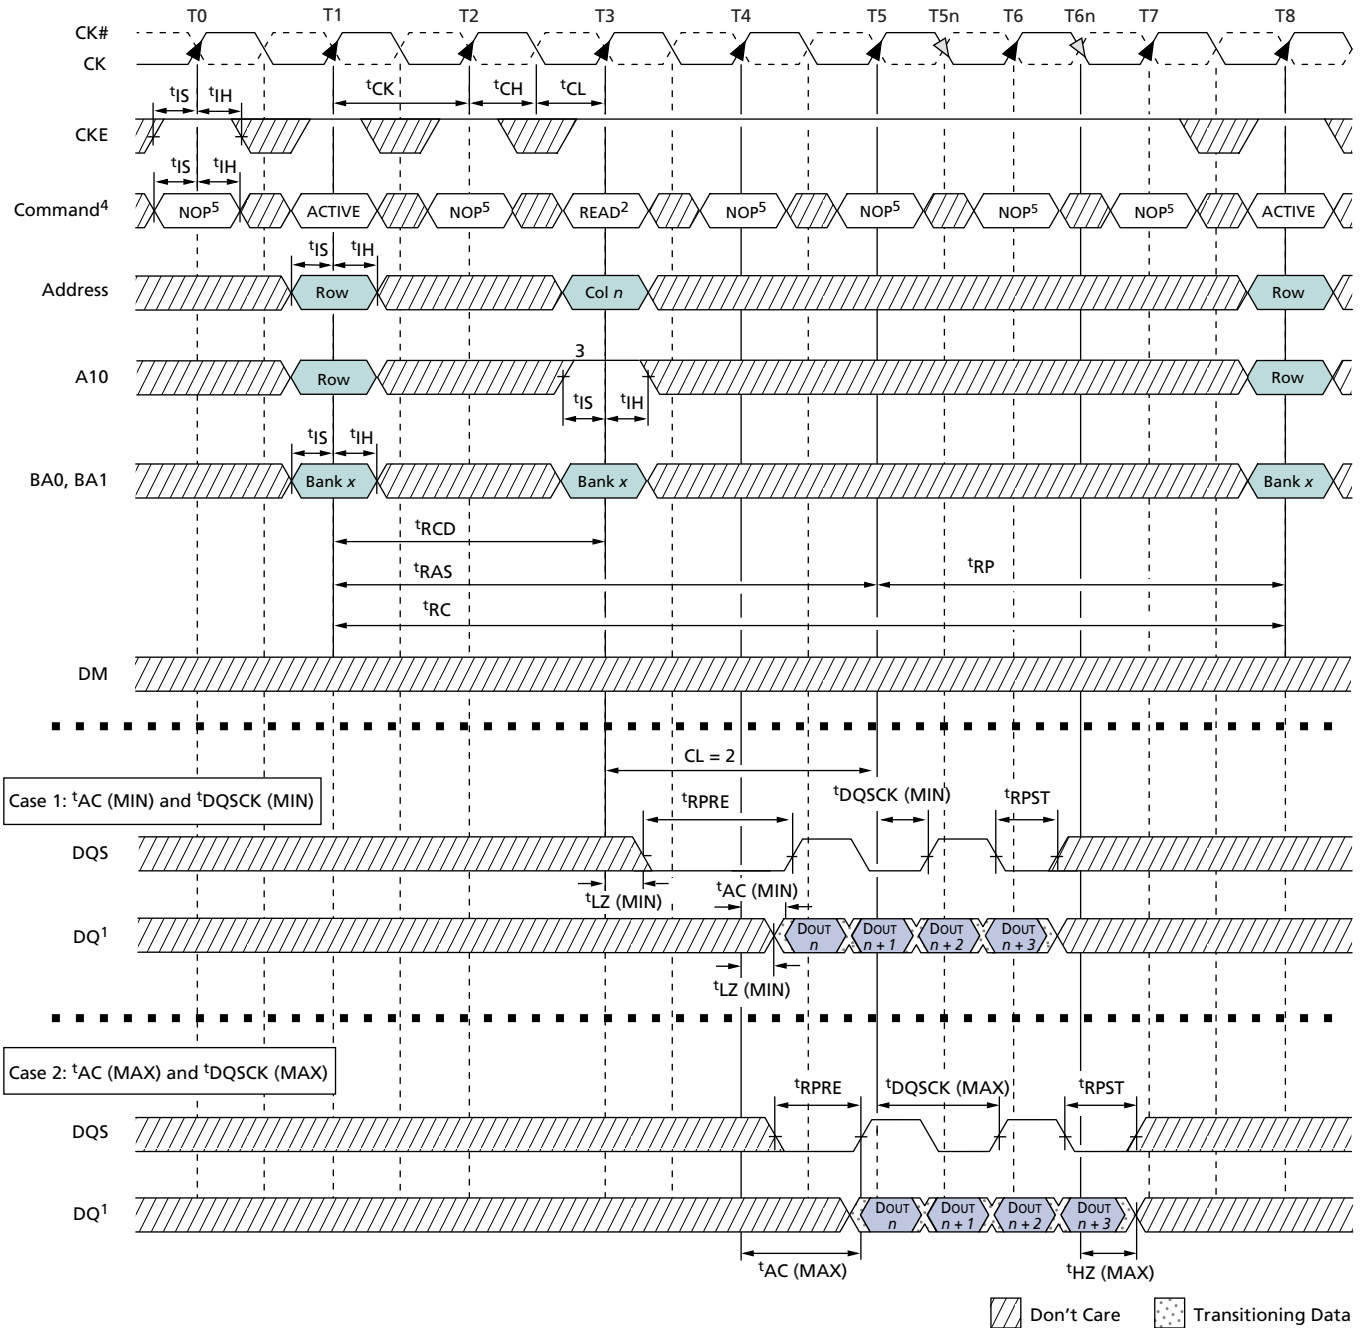 T0 T1 T2 T3 T4 T5 T5n T6 T6n T7 T8
CK#
CK
tIS tIH tCK tCH tCL
CKE
tIS tIH
Command4 NOP5 ACTIVE NOP5 READ2 NOP5 NOP5 NOP5 NOP5 ACTIVE
tIS tIH
Address Row Col n Row
3
A10 Row Row
tIS tIH
tIS tIH
BA0, BA1 Bank x Bank x Bank x
tRCD
tRAS tRP
tRC
DM
CL = 2
Case 1: tAC (MIN) and tDQSCK (MIN)
tRPRE tDQSCK (MIN) tRPST
DQS
tLZ (MIN) tAC (MIN)
DQ1 DOUT n DOUT n + 1 DOUT n + 2 DOUT n + 3
tLZ (MIN)
Case 2: tAC (MAX) and tDQSCK (MAX)
tRPRE tDQSCK (MAX) tRPST
DQS
DQ1 DOUT n DOUT n + 1 DOUT n + 2 DOUT n + 3
tAC (MAX) tHZ (MAX)
Don't Care Transitioning Data